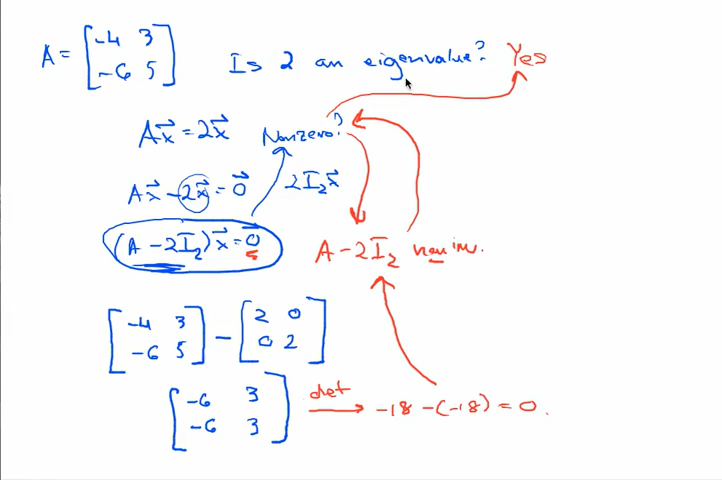 A = [-4 3
-6 5] Is 2 an eigenvalue? Yes
Ax⃗ = 2x⃗ Nonzero?
Ax⃗ - 2x⃗ = 0⃗ 2I₂x⃗
(A - 2I₂)x⃗ = 0⃗ A - 2I₂ noninv.
[-4 3
-6 5] - [2 0
0 2]
[-6 3
-6 3] det → -18 - (-18) = 0.